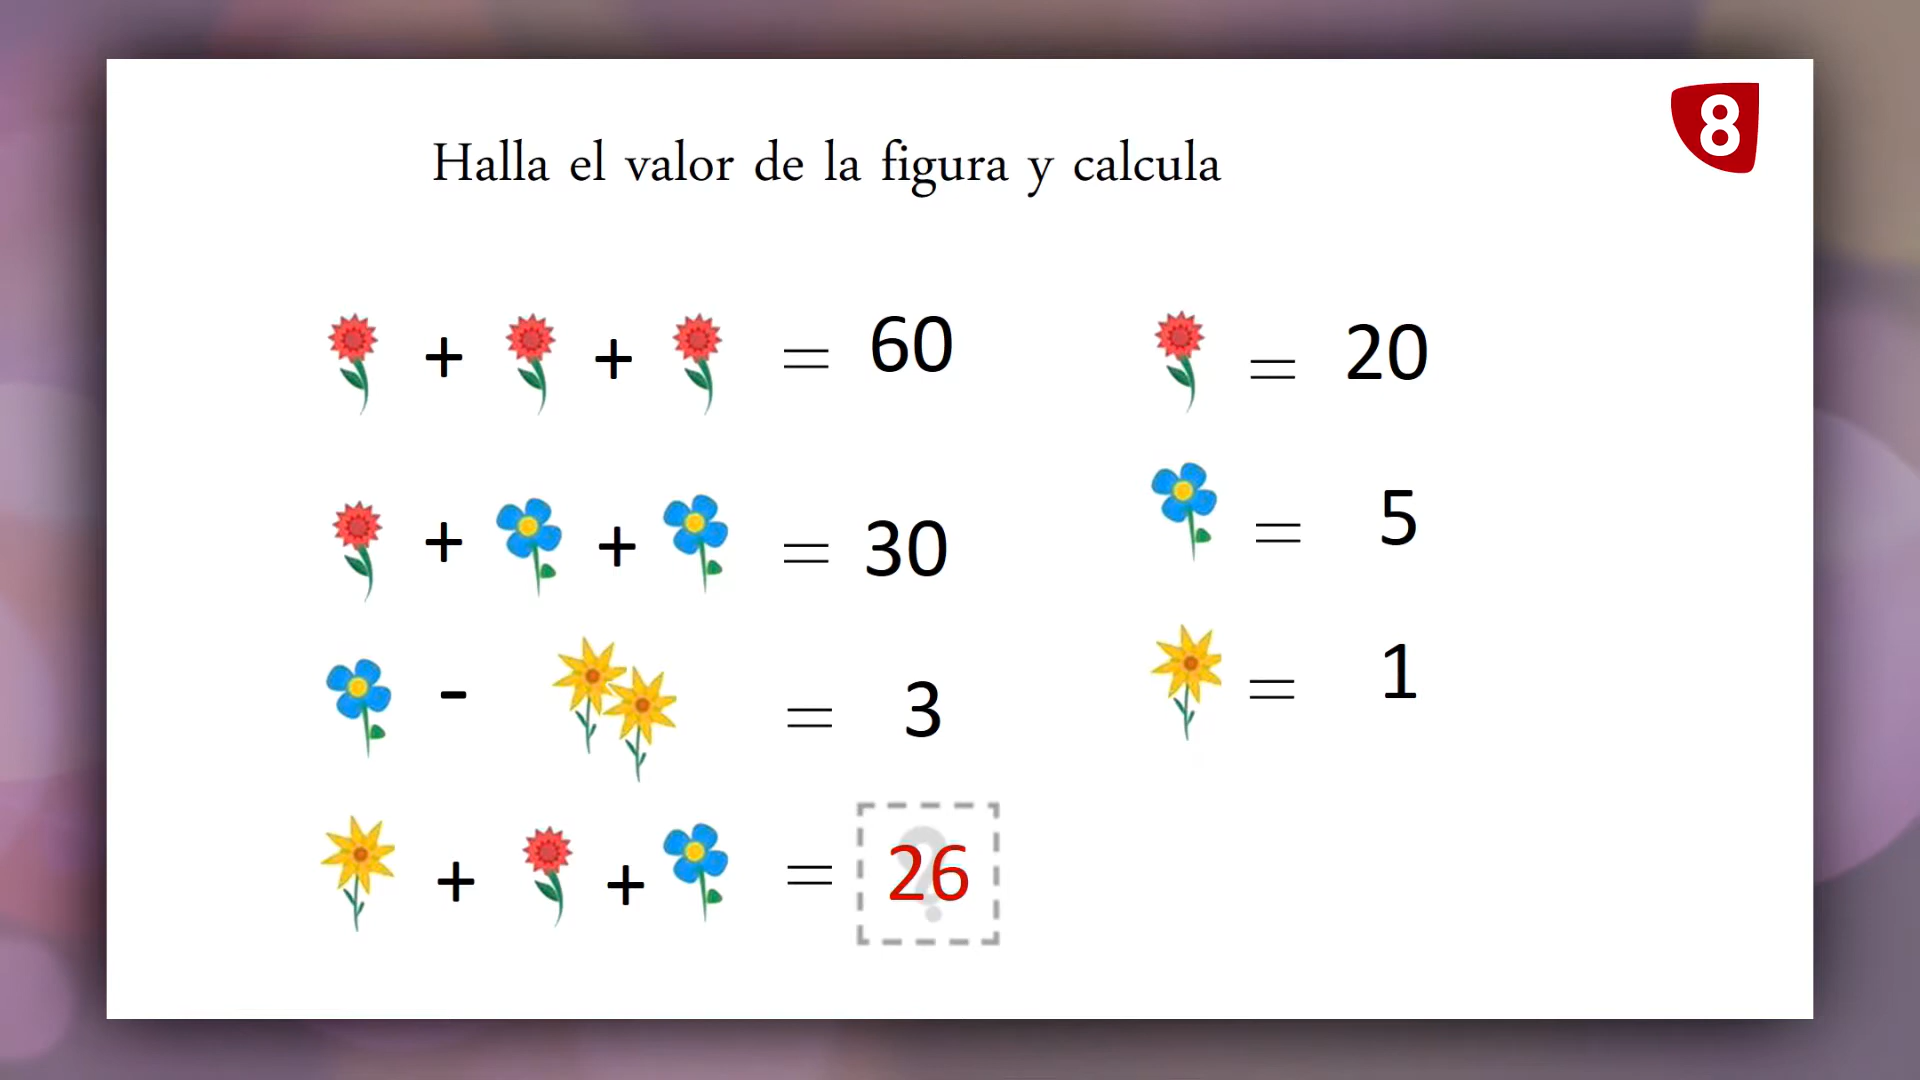 8
Halla el valor de la figura y calcula
+ + = 60
= 20
+ + = 30
= 5
- = 3
= 1
+ + = 26